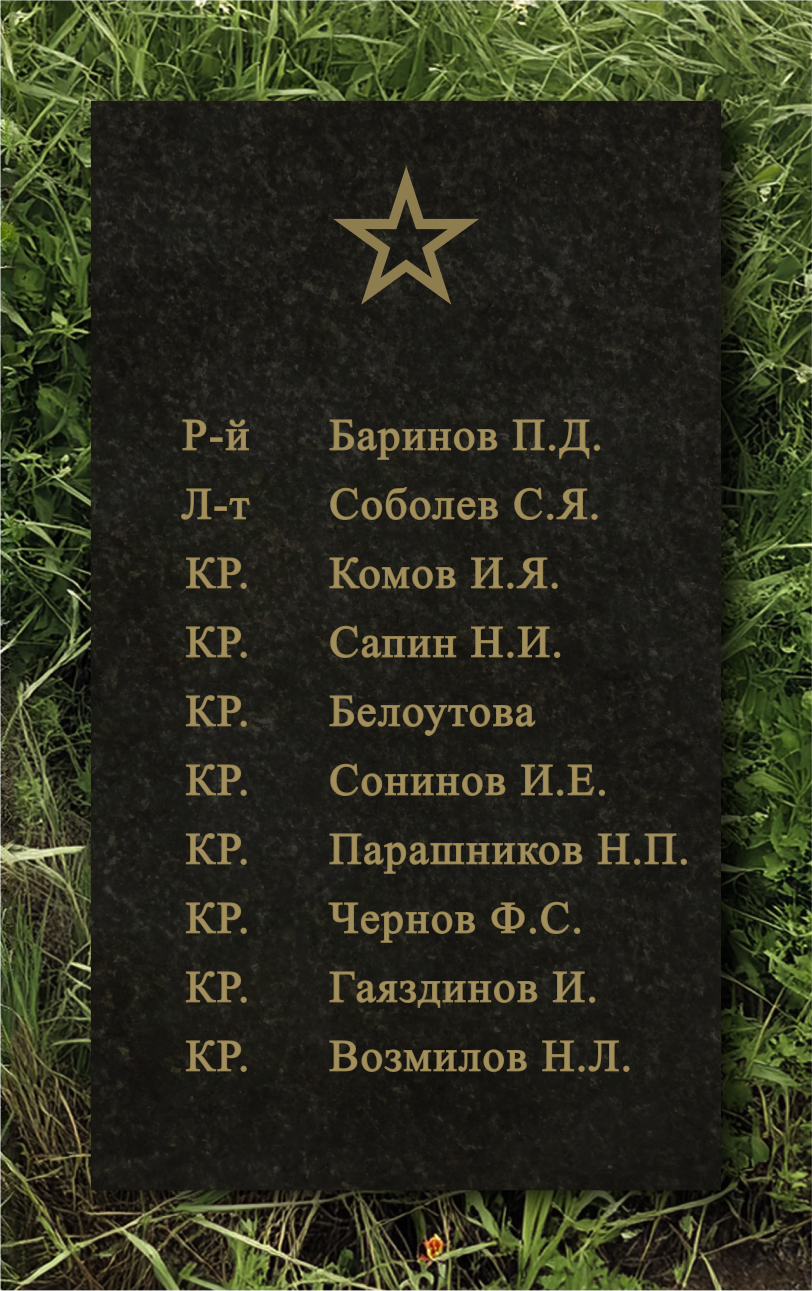 Р-й Баринов П.Д.
Л-т Соболев С.Я.
КР. Комов И.Я.
КР. Сапин Н.И.
КР. Белоутова
КР. Сонинов И.Е.
КР. Парашников Н.П.
КР. Чернов Ф.С.
КР. Гаяздинов И.
КР. Возмилов Н.Л.